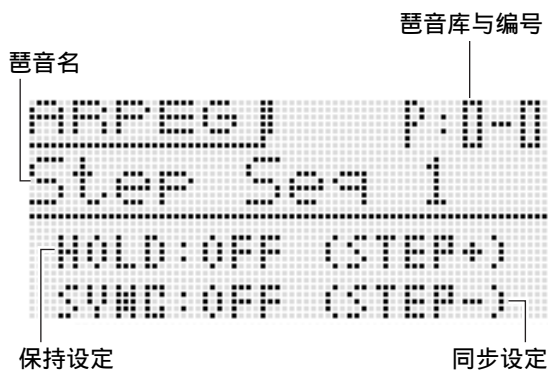 琶音库与编号
琶音名
ARPEG P:0-0
Step Seq 1
HOLD:OFF (STEP+)
SYNC:OFF (STEP-)
保持设定
同步设定